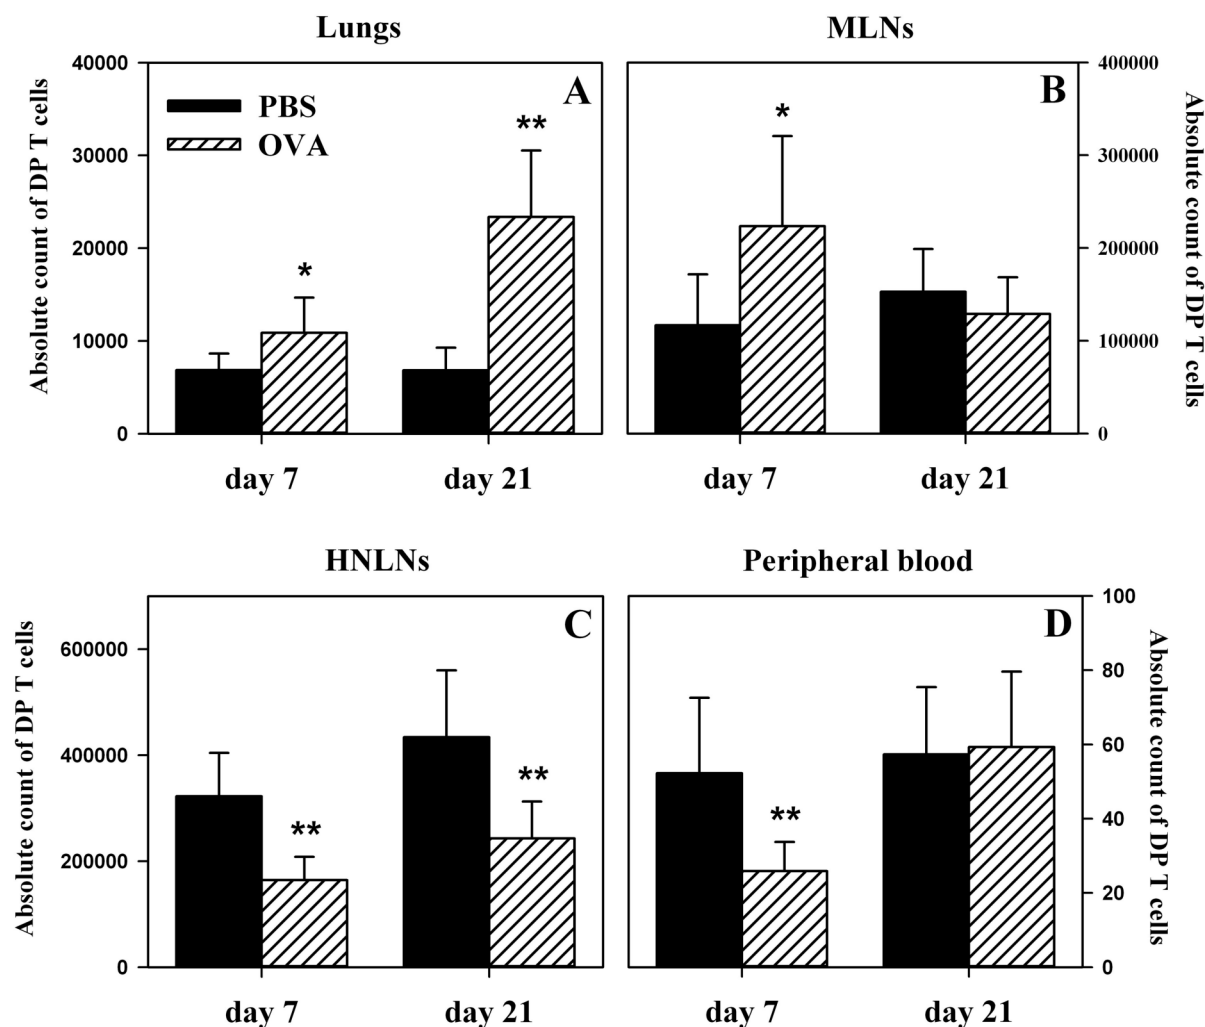 Lungs
MLNs
Absolute count of DP T cells
40000
30000
20000
10000
0
A
PBS
OVA
*
**
day 7
day 21
B
*
400000
300000
200000
100000
0
Absolute count of DP T cells
day 7
day 21
HNLNs
Peripheral blood
Absolute count of DP T cells
600000
400000
200000
0
C
**
**
day 7
day 21
D
**
100
80
60
40
20
0
Absolute count of DP T cells
day 7
day 21